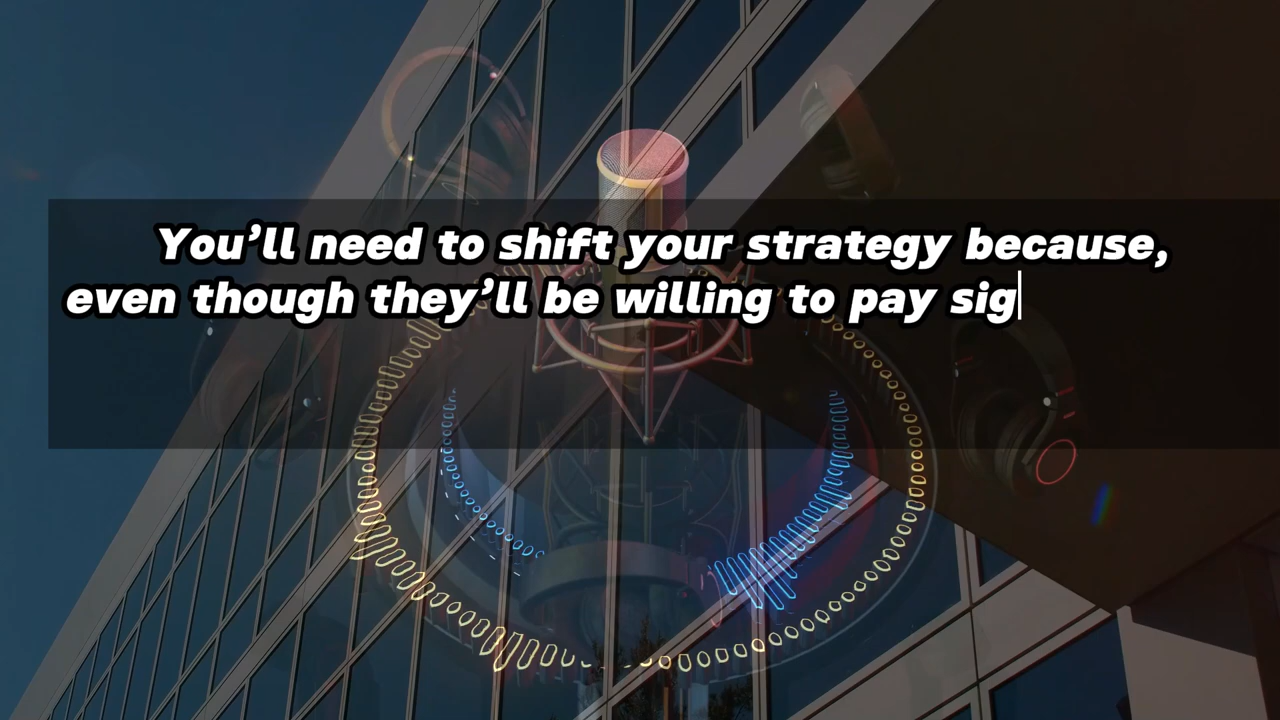 You’ll need to shift your strategy because,
even though they’ll be willing to pay sig